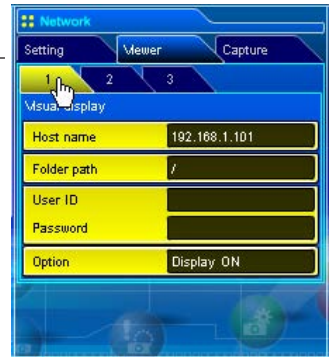 Network
Setting Viewer Capture
1 2 3
Visual display
Host name 192.168.1.101
Folder path /
User ID
Password
Option Display ON